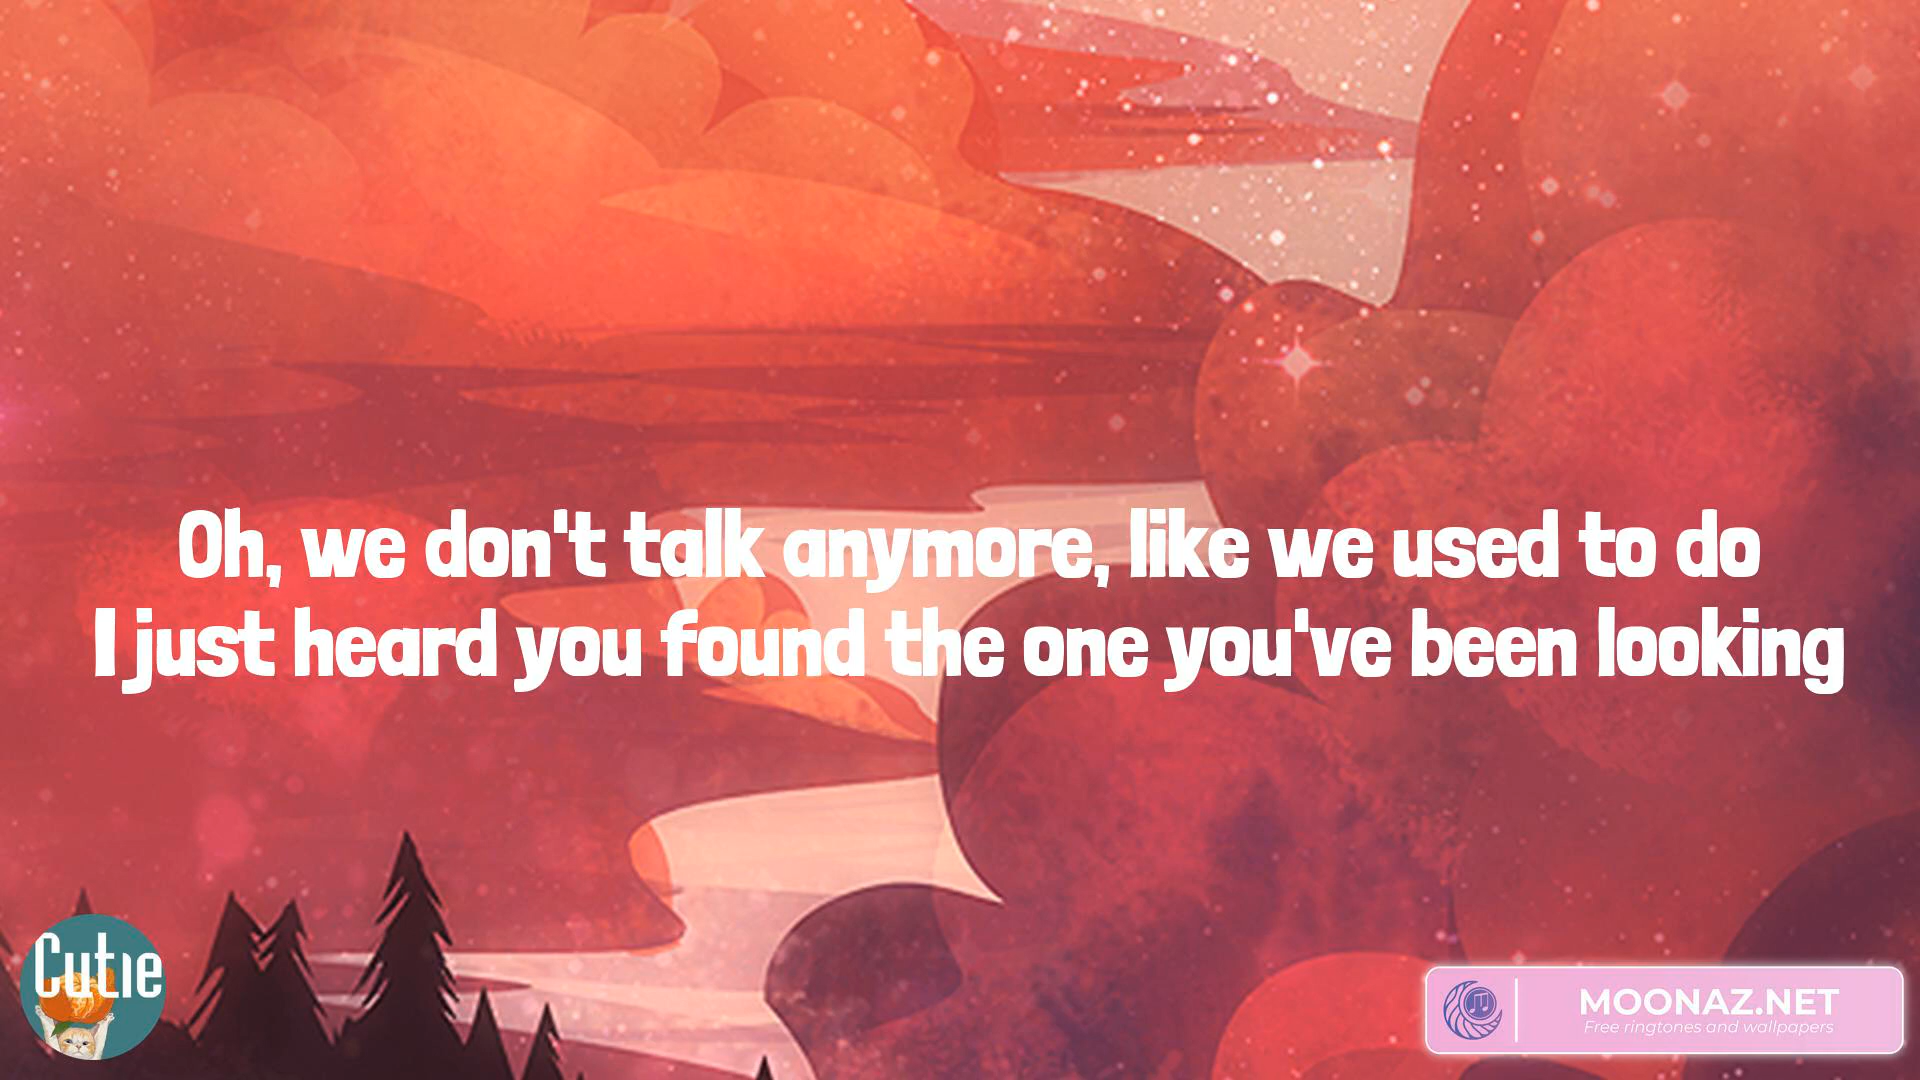 Oh, we don't talk anymore, like we used to do
I just heard you found the one you've been looking
Cutie
MOONAZ.NET
Free ringtones and wallpapers